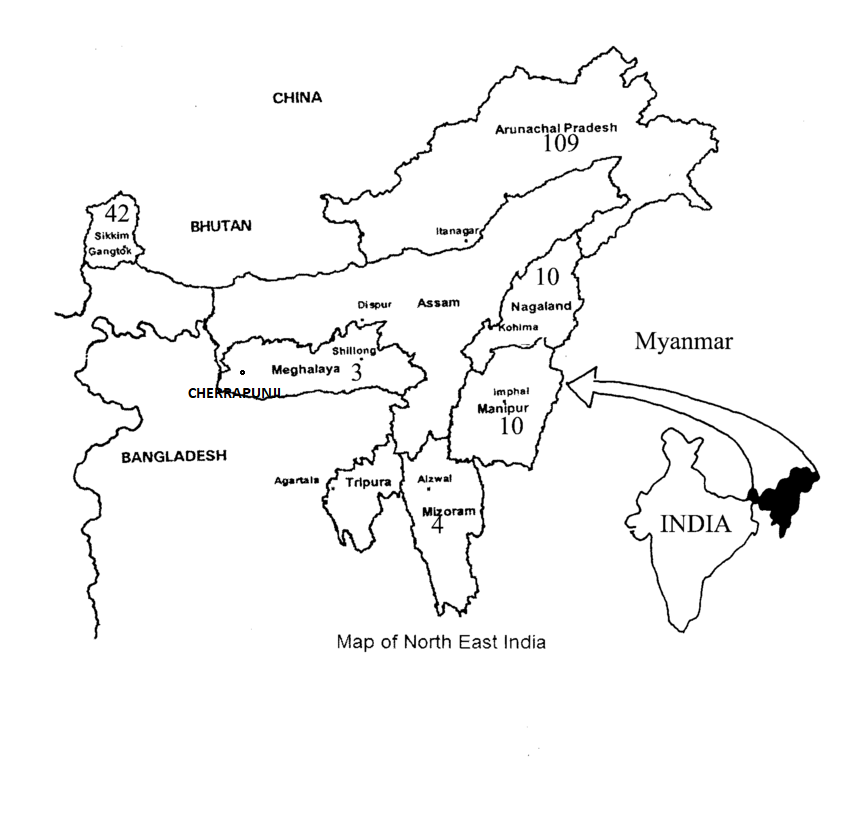 CHINA
Arunachal Pradesh
109
42
Sikkim
Gangtok
BHUTAN
Itanagar
10
Nagaland
Kohima
Dispur
Assam
Shillong
Meghalaya
3
CHERRAPUNJI
Myanmar
Imphal
Manipur
10
BANGLADESH
Agartala
Tripura
Aizwal
Mizoram
4
INDIA
Map of North East India